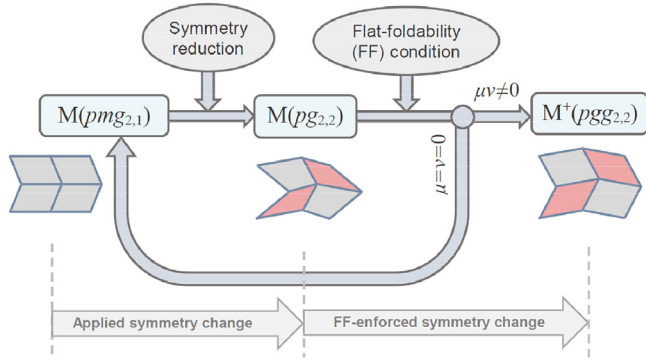 Symmetry
reduction
Flat-foldability
(FF) condition
M(pmg2,1)
M(pg2,2)
μν≠0
M+(pgg2,2)
μ=ν=0
Applied symmetry change
FF-enforced symmetry change